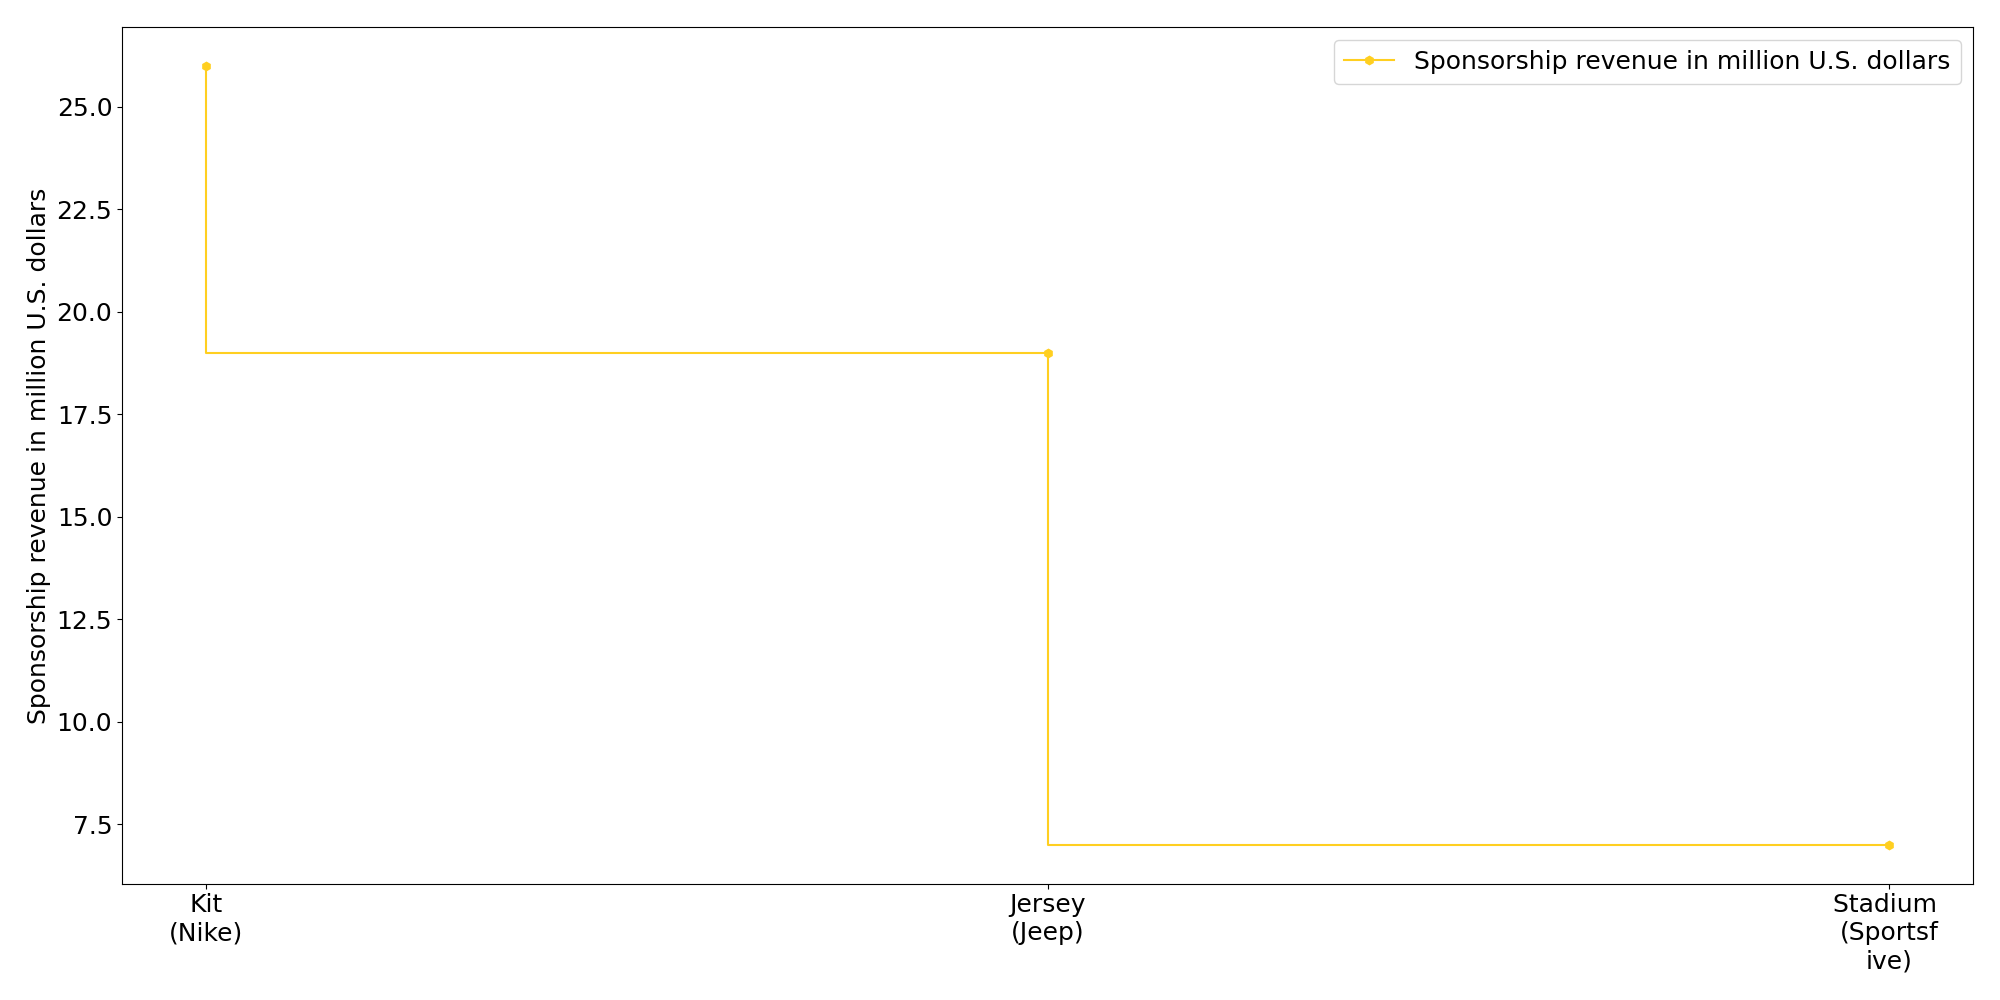 Sponsorship revenue in million U.S. dollars
Sponsorship revenue in million U.S. dollars
25.0
22.5
20.0
17.5
15.0
12.5
10.0
7.5
Kit
(Nike)
Jersey
(Jeep)
Stadium
(Sportsf
ive)